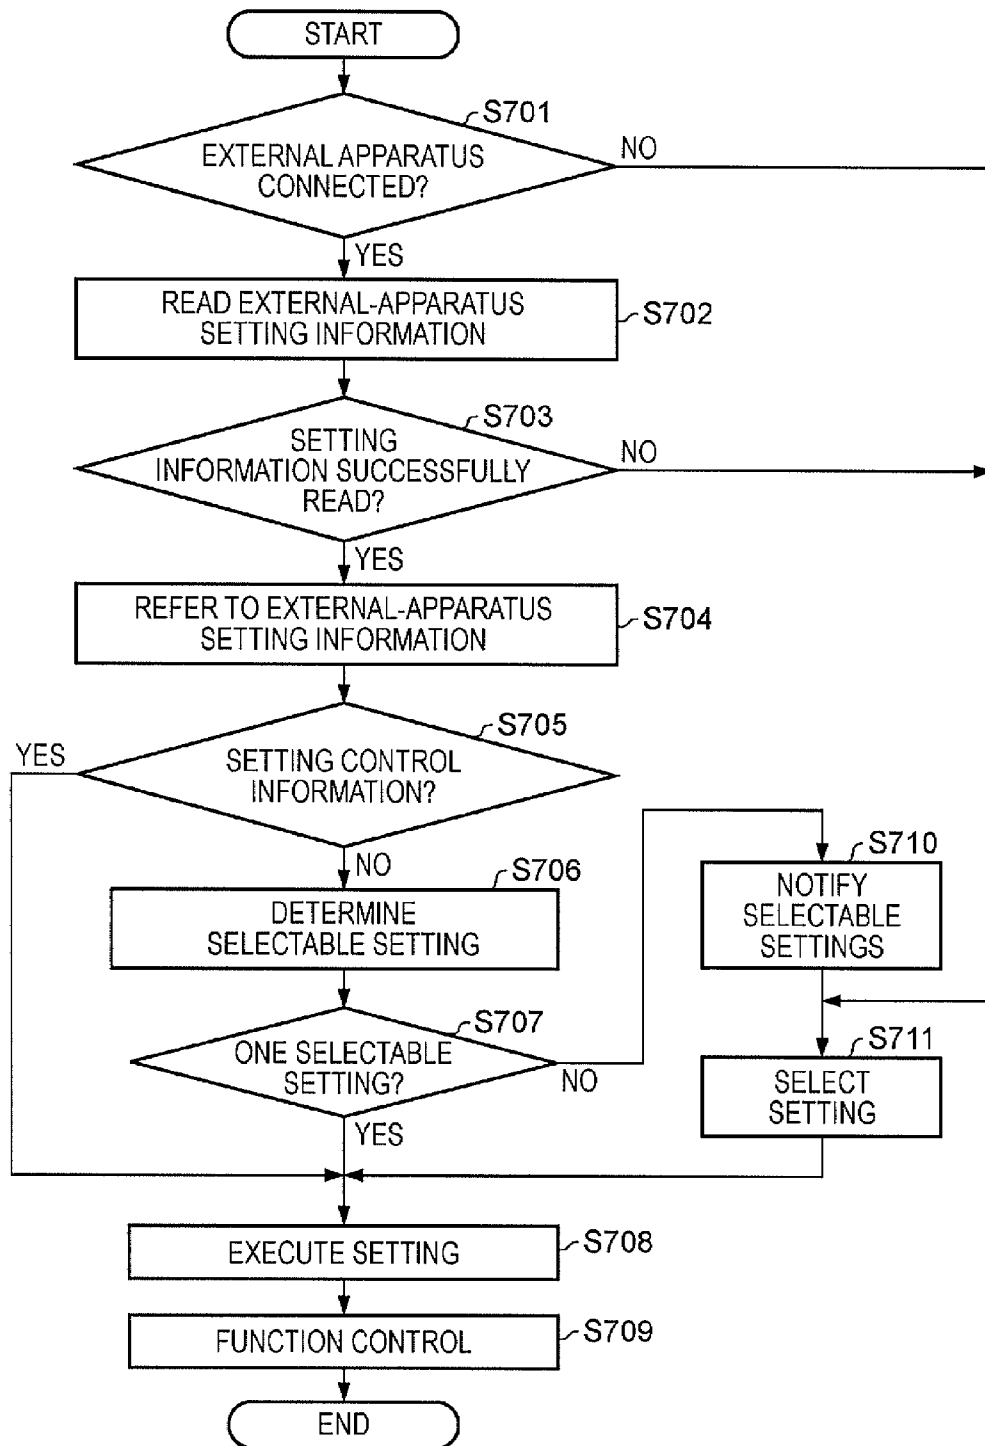 START
S701
EXTERNAL APPARATUS
CONNECTED?
NO
YES
READ EXTERNAL-APPARATUS
SETTING INFORMATION
S702
S703
SETTING
INFORMATION SUCCESSFULLY
READ?
NO
YES
REFER TO EXTERNAL-APPARATUS
SETTING INFORMATION
S704
S705
YES
SETTING CONTROL
INFORMATION?
NO
S706
DETERMINE
SELECTABLE SETTING
S710
NOTIFY
SELECTABLE
SETTINGS
S707
ONE SELECTABLE
SETTING?
NO
YES
S711
SELECT
SETTING
EXECUTE SETTING
S708
FUNCTION CONTROL
S709
END